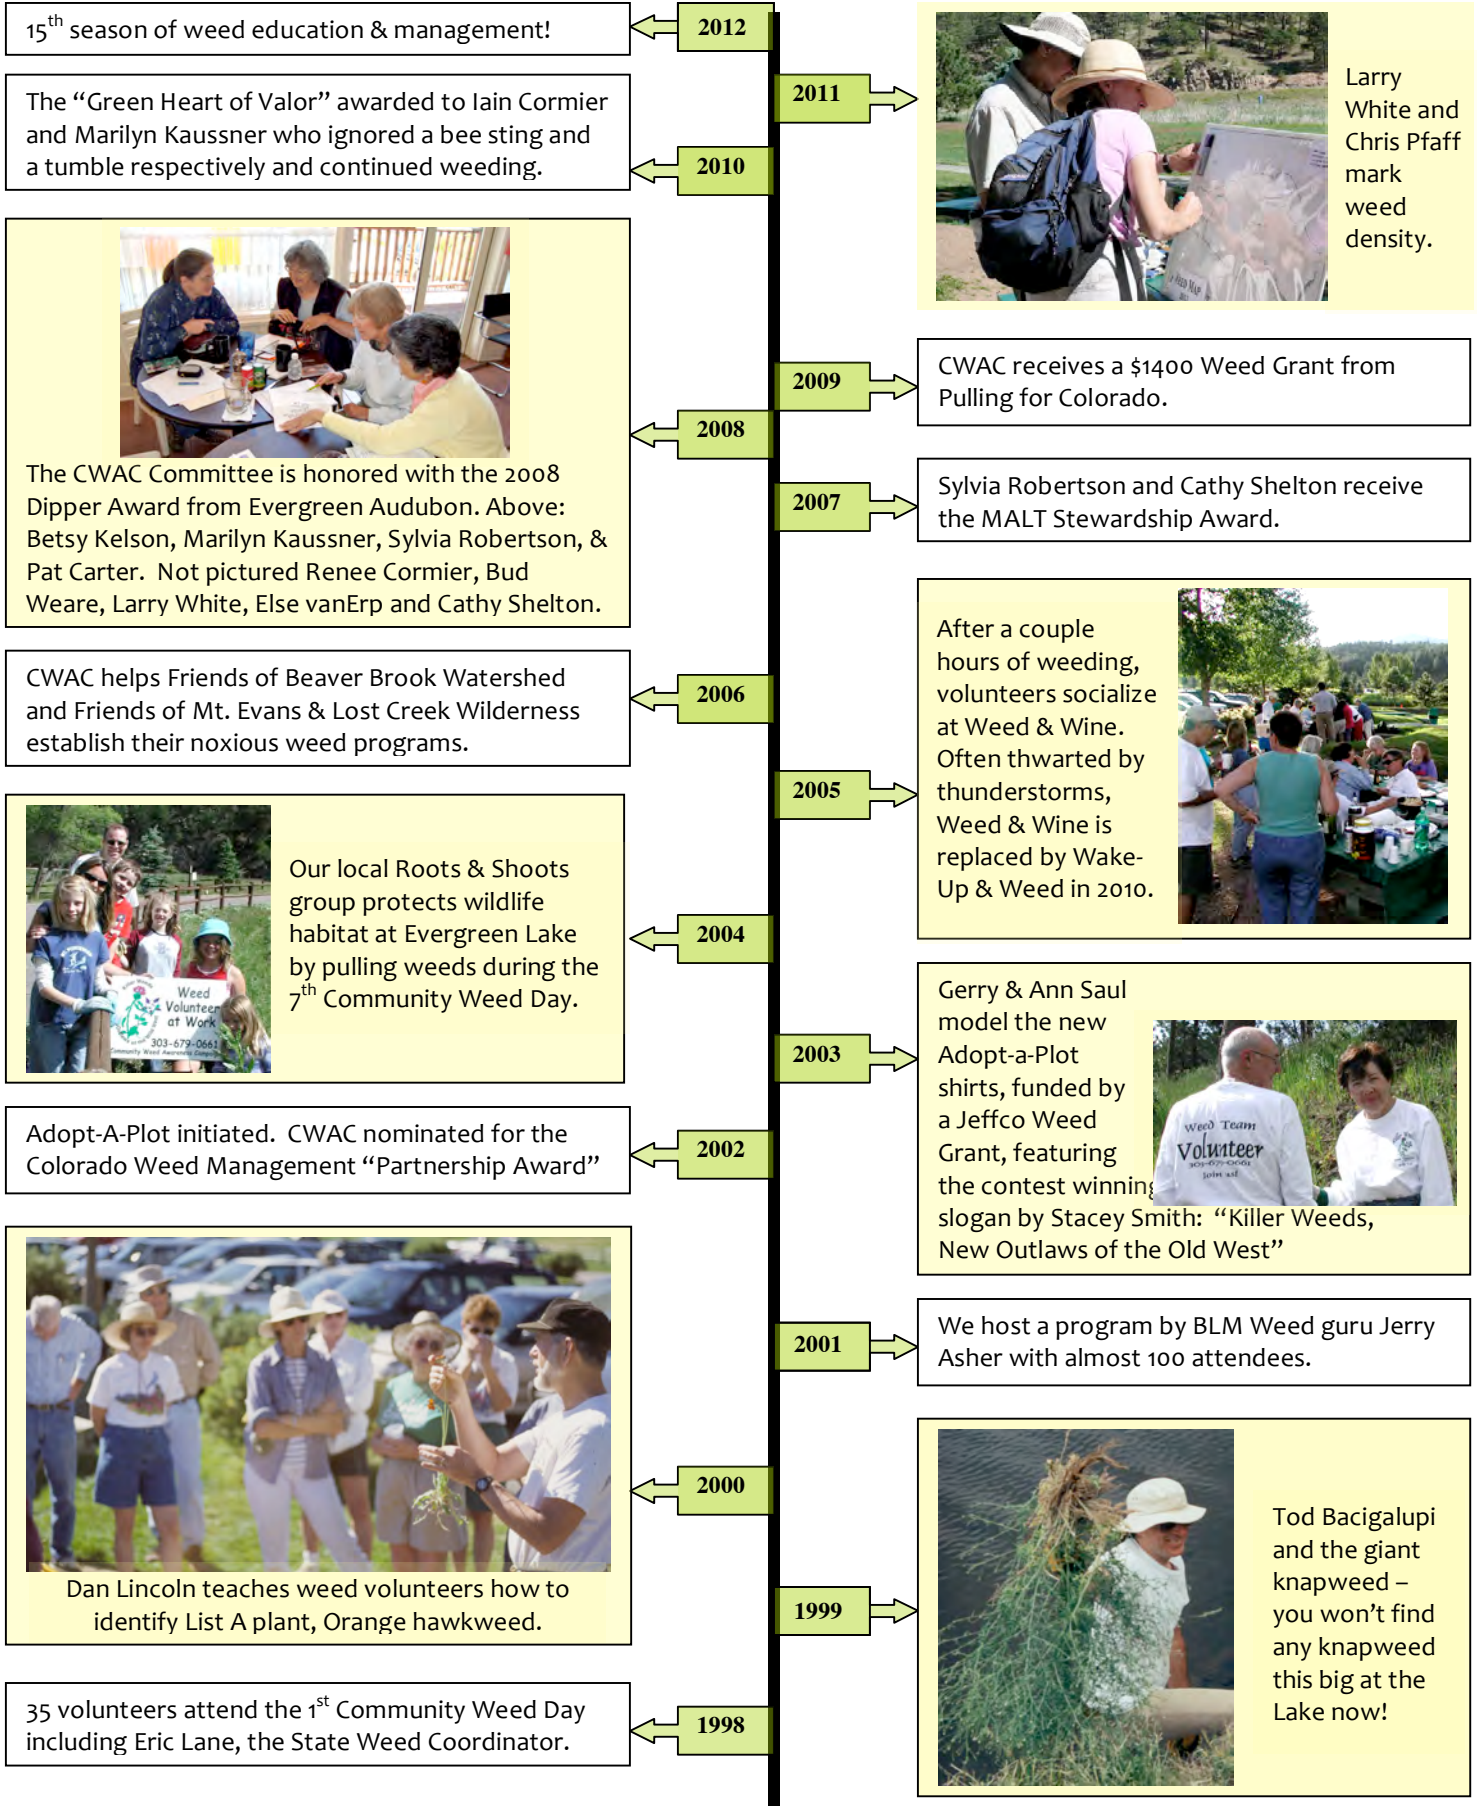 15th season of weed education & management!
2012
2011
Larry
White and
Chris Pfaff
mark
weed
density.
The “Green Heart of Valor” awarded to Iain Cormier
and Marilyn Kaussner who ignored a bee sting and
a tumble respectively and continued weeding.
2010
2009
CWAC receives a $1400 Weed Grant from
Pulling for Colorado.
2008
The CWAC Committee is honored with the 2008
Dipper Award from Evergreen Audubon. Above:
Betsy Kelson, Marilyn Kaussner, Sylvia Robertson, &
Pat Carter.  Not pictured Renee Cormier, Bud
Weare, Larry White, Else vanErp and Cathy Shelton.
2007
Sylvia Robertson and Cathy Shelton receive
the MALT Stewardship Award.
CWAC helps Friends of Beaver Brook Watershed
and Friends of Mt. Evans & Lost Creek Wilderness
establish their noxious weed programs.
2006
2005
After a couple
hours of weeding,
volunteers socialize
at Weed & Wine.
Often thwarted by
thunderstorms,
Weed & Wine is
replaced by Wake-
Up & Weed in 2010.
Our local Roots & Shoots
group protects wildlife
habitat at Evergreen Lake
by pulling weeds during the
7th Community Weed Day.
Weed
Volunteer
at Work
303-679-0661
Community Weed Awareness
2004
2003
Gerry & Ann Saul
model the new
Adopt-a-Plot
shirts, funded by
a Jeffco Weed
Grant, featuring
the contest winning
slogan by Stacey Smith:  “Killer Weeds,
New Outlaws of the Old West”
Weed Team
Volunteer
303-679-0661
Join us!
Adopt-A-Plot initiated.  CWAC nominated for the
Colorado Weed Management “Partnership Award”
2002
2001
We host a program by BLM Weed guru Jerry
Asher with almost 100 attendees.
2000
Dan Lincoln teaches weed volunteers how to
identify List A plant, Orange hawkweed.
1999
Tod Bacigalupi
and the giant
knapweed –
you won’t find
any knapweed
this big at the
Lake now!
35 volunteers attend the 1st Community Weed Day
including Eric Lane, the State Weed Coordinator.
1998